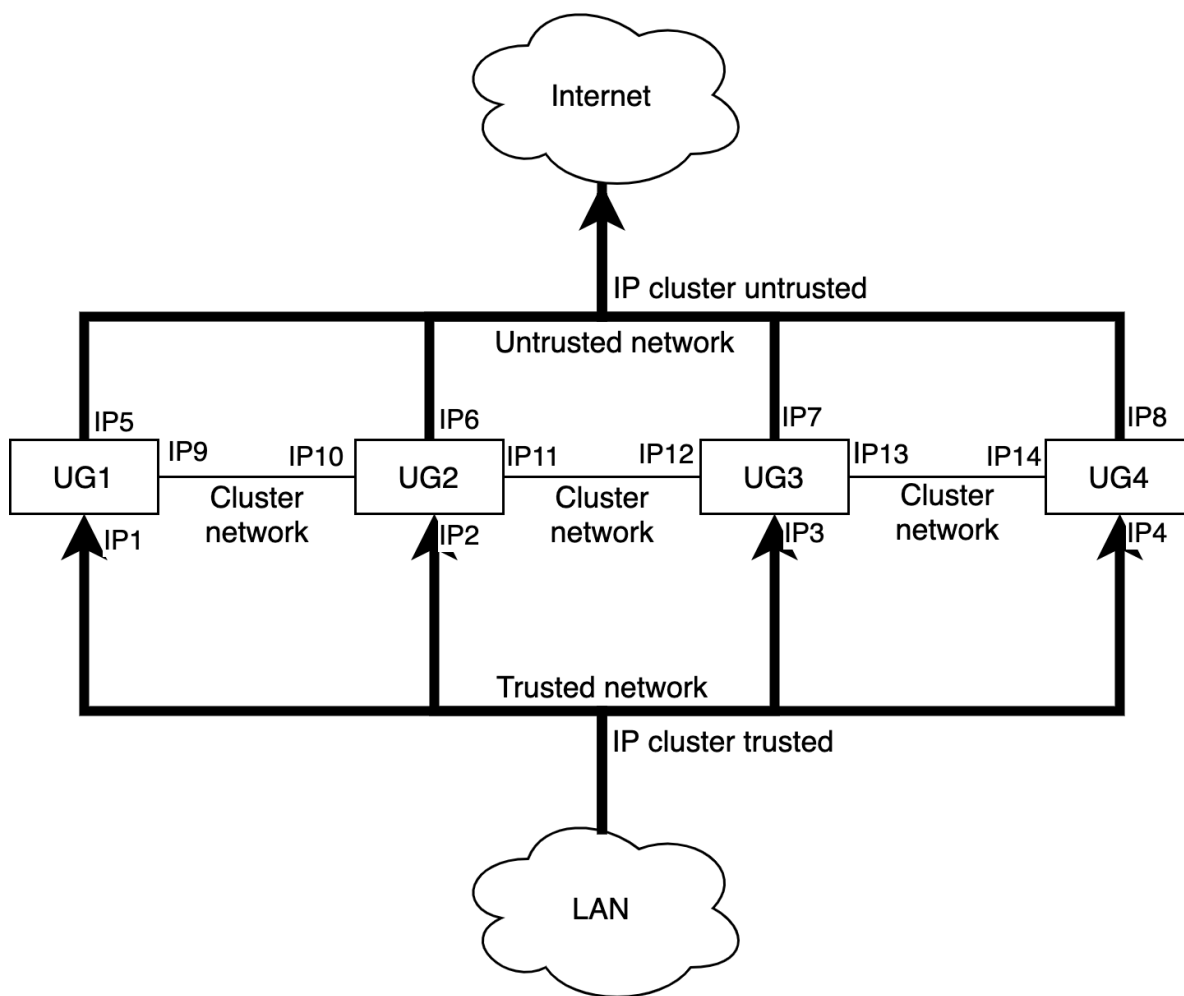 Internet
IP cluster untrusted
Untrusted network
IP5
IP6
IP7
IP8
UG1
IP9
IP10
UG2
IP11
IP12
UG3
IP13
IP14
UG4
Cluster
network
Cluster
network
Cluster
network
IP1
IP2
IP3
IP4
Trusted network
IP cluster trusted
LAN